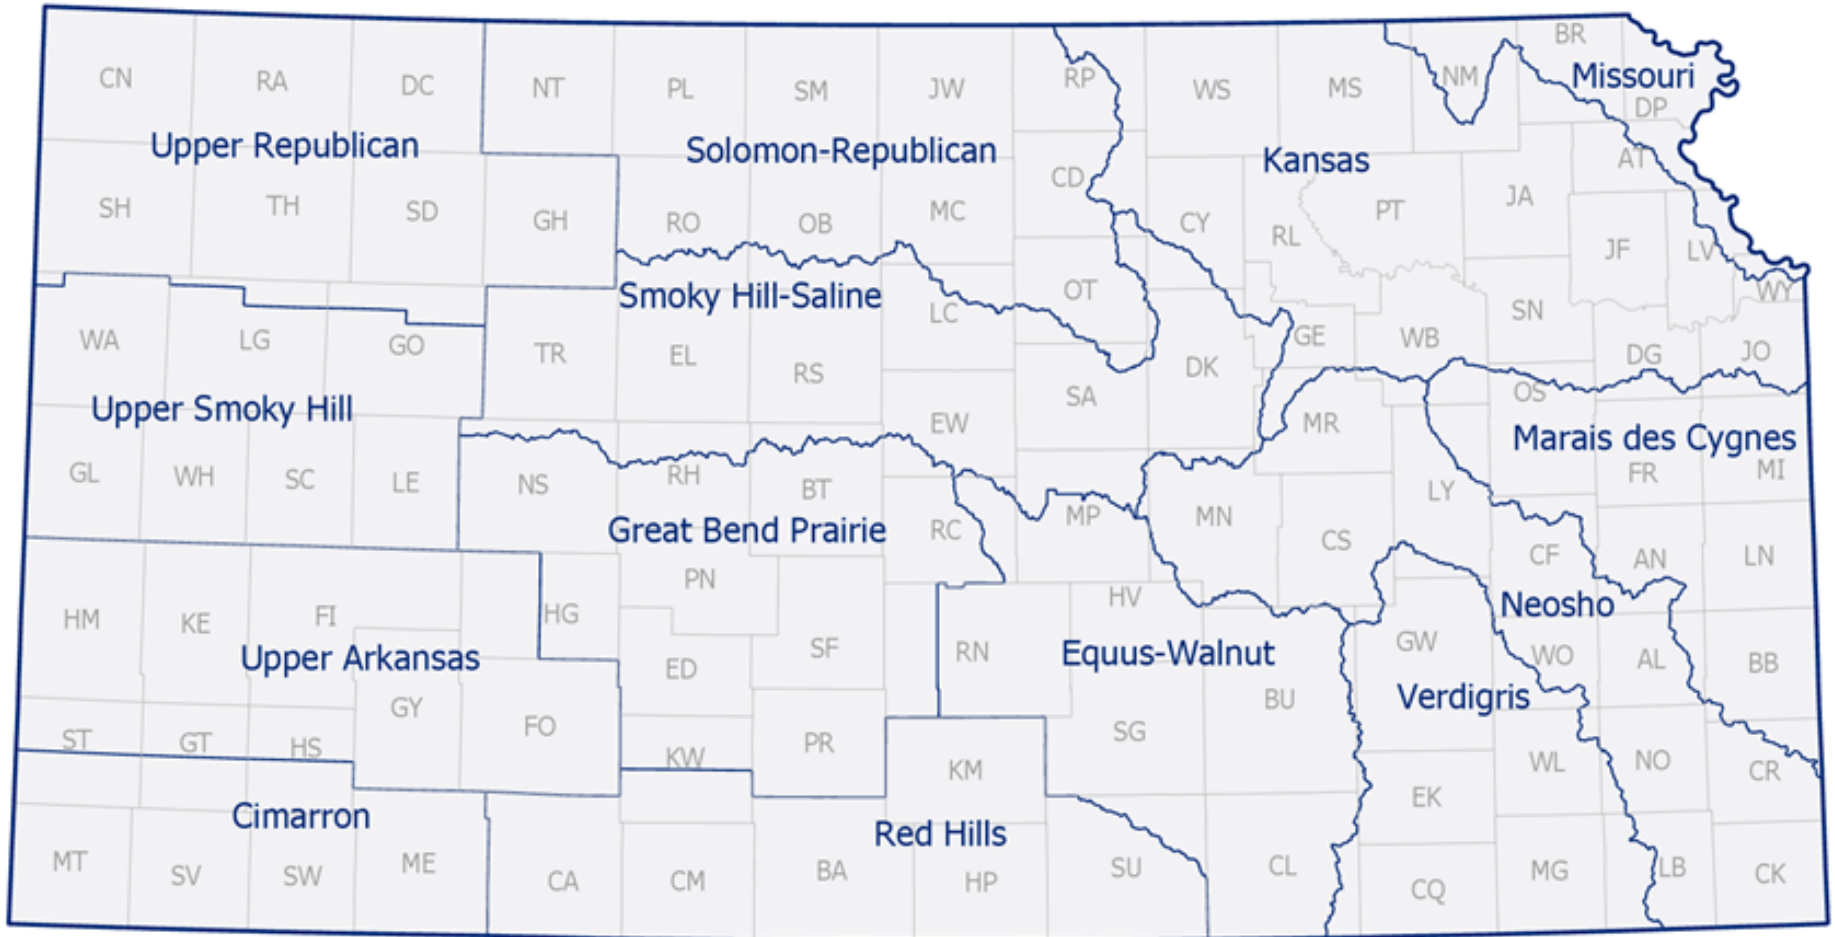 CN RA DC NT PL SM JW RP WS MS NM BR
Missouri
DP
Upper Republican Solomon-Republican Kansas AT
SH TH SD GH RO OB MC CD CY RL PT JA JF LV
Smoky Hill-Saline OT WY
WA LG GO TR EL RS LC DK GE WB SN DG JO
Upper Smoky Hill EW SA MR OS
Marais des Cygnes
GL WH SC LE NS RH BT MP MN LY FR MI
Great Bend Prairie RC CS CF AN LN
HM KE FI HG PN HV Neosho
Upper Arkansas ED SF RN Equus-Walnut GW WO AL BB
GY FO BU Verdigris
ST GT HS KW PR SG KM WL NO CR
Cimarron Red Hills EK
MT SV SW ME CA CM BA HP SU CL CQ MG LB CK